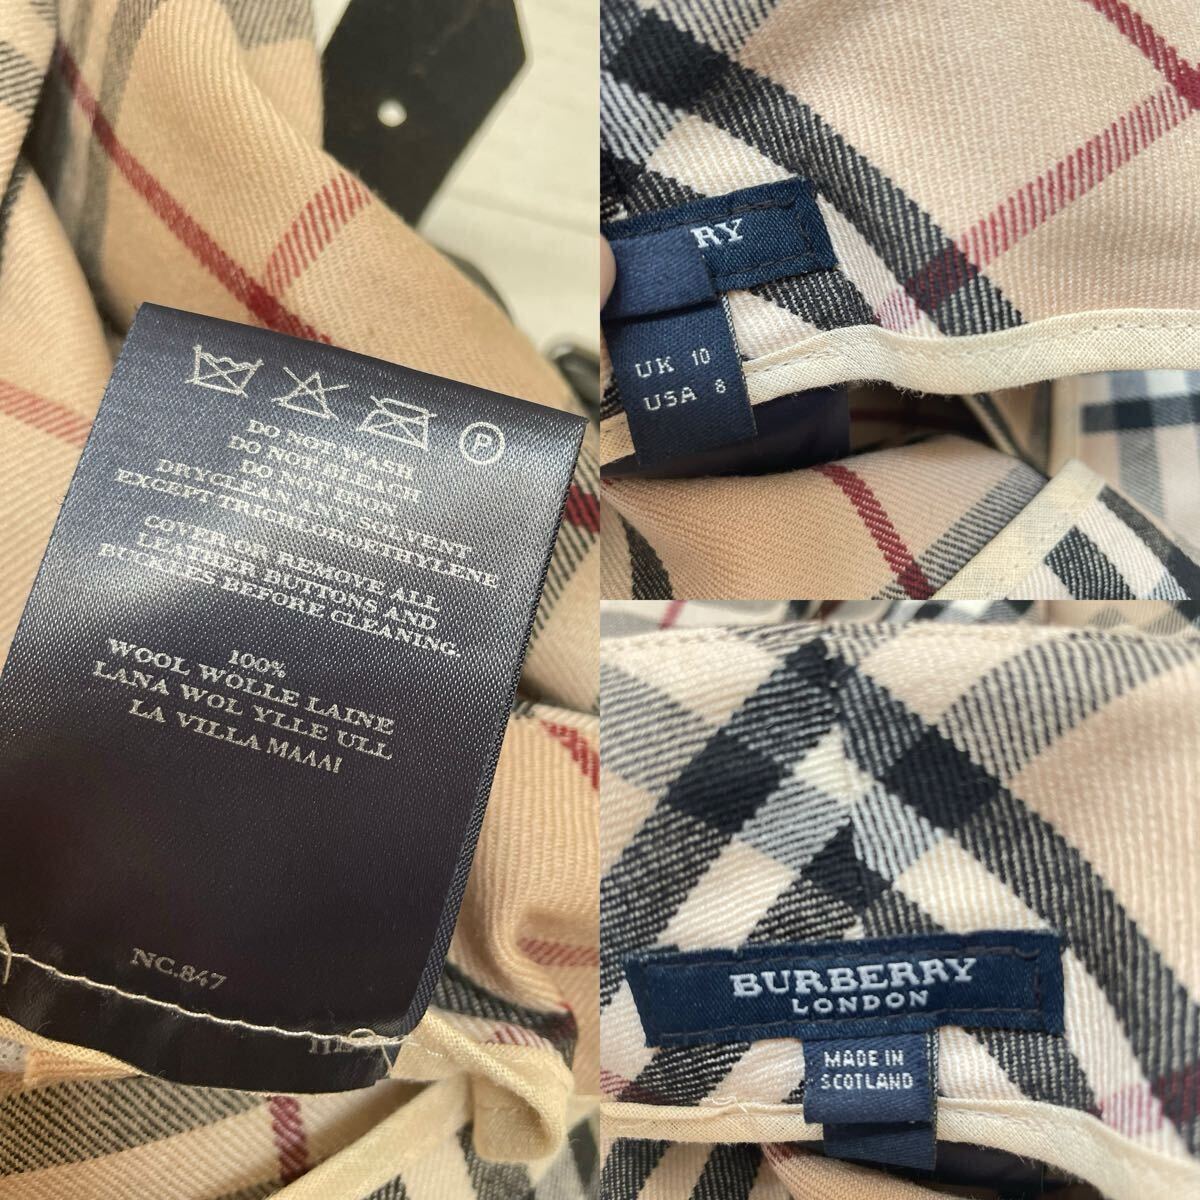 P
DO NOT WASH
DO NOT BLEACH
DO NOT IRON
DRYCLEAN ANY SOLVENT
EXCEPT TRICHLOROETHYLENE
COVER OR REMOVE ALL
LEATHER BUTTONS AND
BUCKLES BEFORE CLEANING.
100%
WOOL WOLLE LAINE
LANA WOL YLLE ULL
LA VILLA ΜΑΛΛΙ
NC.847
RY
UK 10
USA 8
BURBERRY
LONDON
MADE IN
SCOTLAND